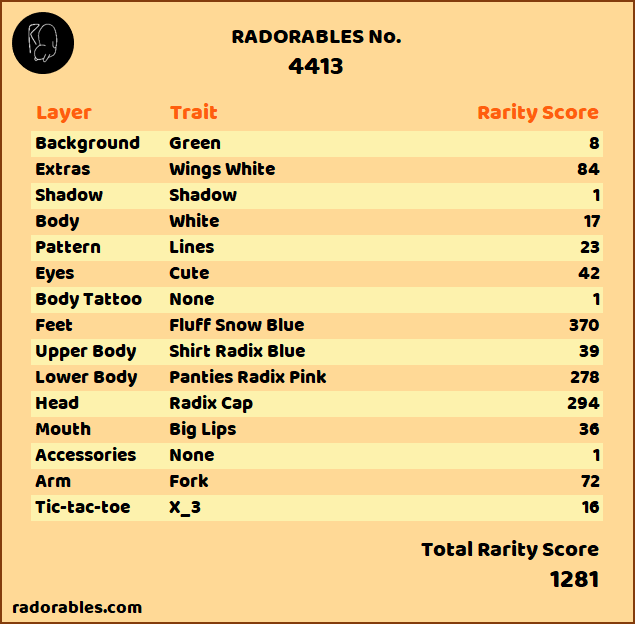 RADORABLES No.
4413
Layer Trait Rarity Score
Background Green 8
Extras Wings White 84
Shadow Shadow 1
Body White 17
Pattern Lines 23
Eyes Cute 42
Body Tattoo None 1
Feet Fluff Snow Blue 370
Upper Body Shirt Radix Blue 39
Lower Body Panties Radix Pink 278
Head Radix Cap 294
Mouth Big Lips 36
Accessories None 1
Arm Fork 72
Tic-tac-toe X_3 16
Total Rarity Score
1281
radorables.com